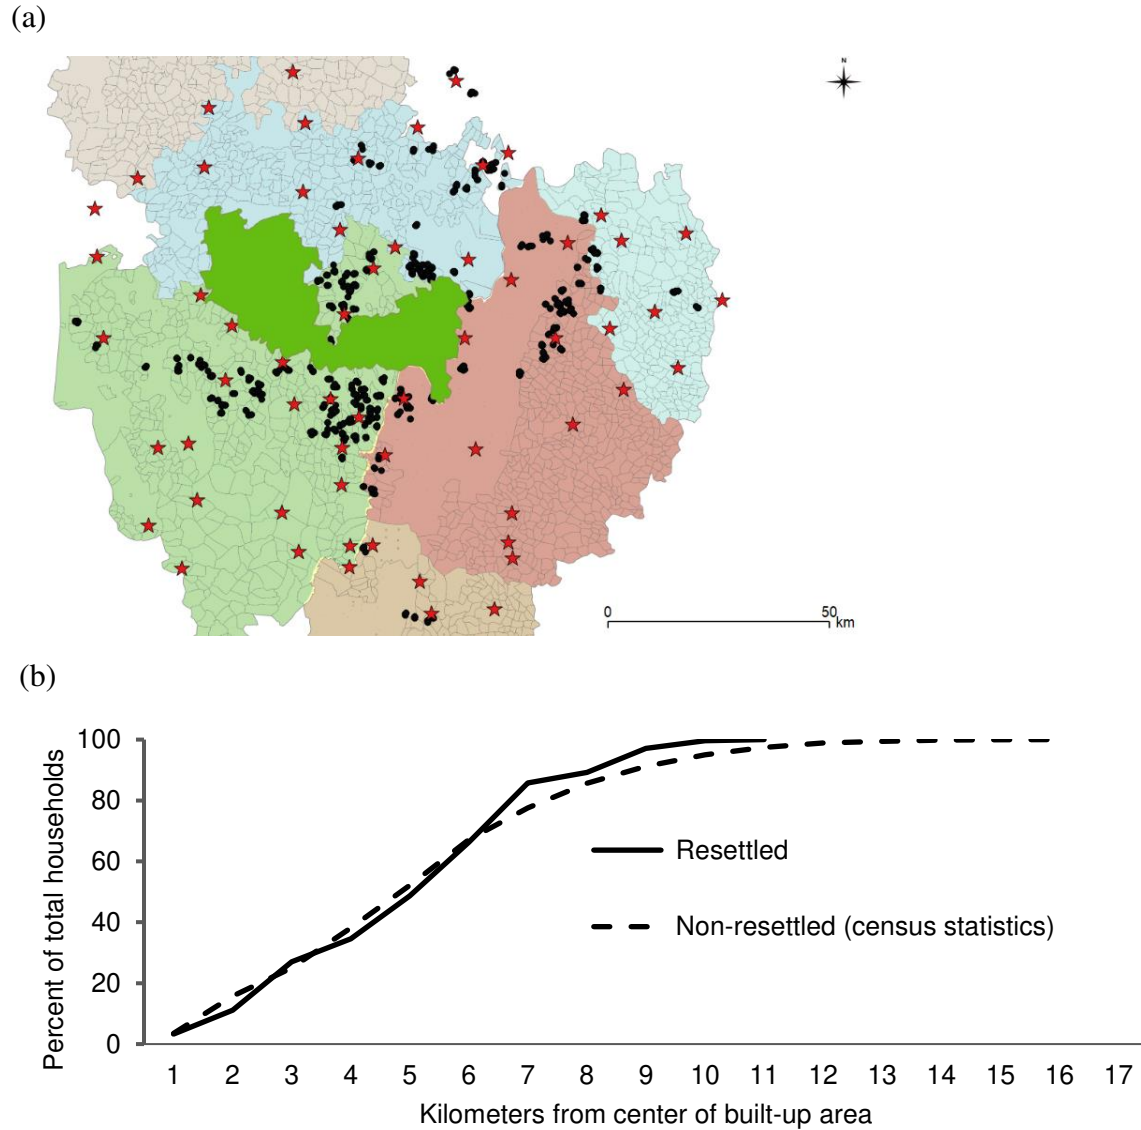 (a)
N
0 50
km
(b)
Percent of total households
100
80
60
40
20
0
Resettled
Non-resettled (census statistics)
1 2 3 4 5 6 7 8 9 10 11 12 13 14 15 16 17
Kilometers from center of built-up area